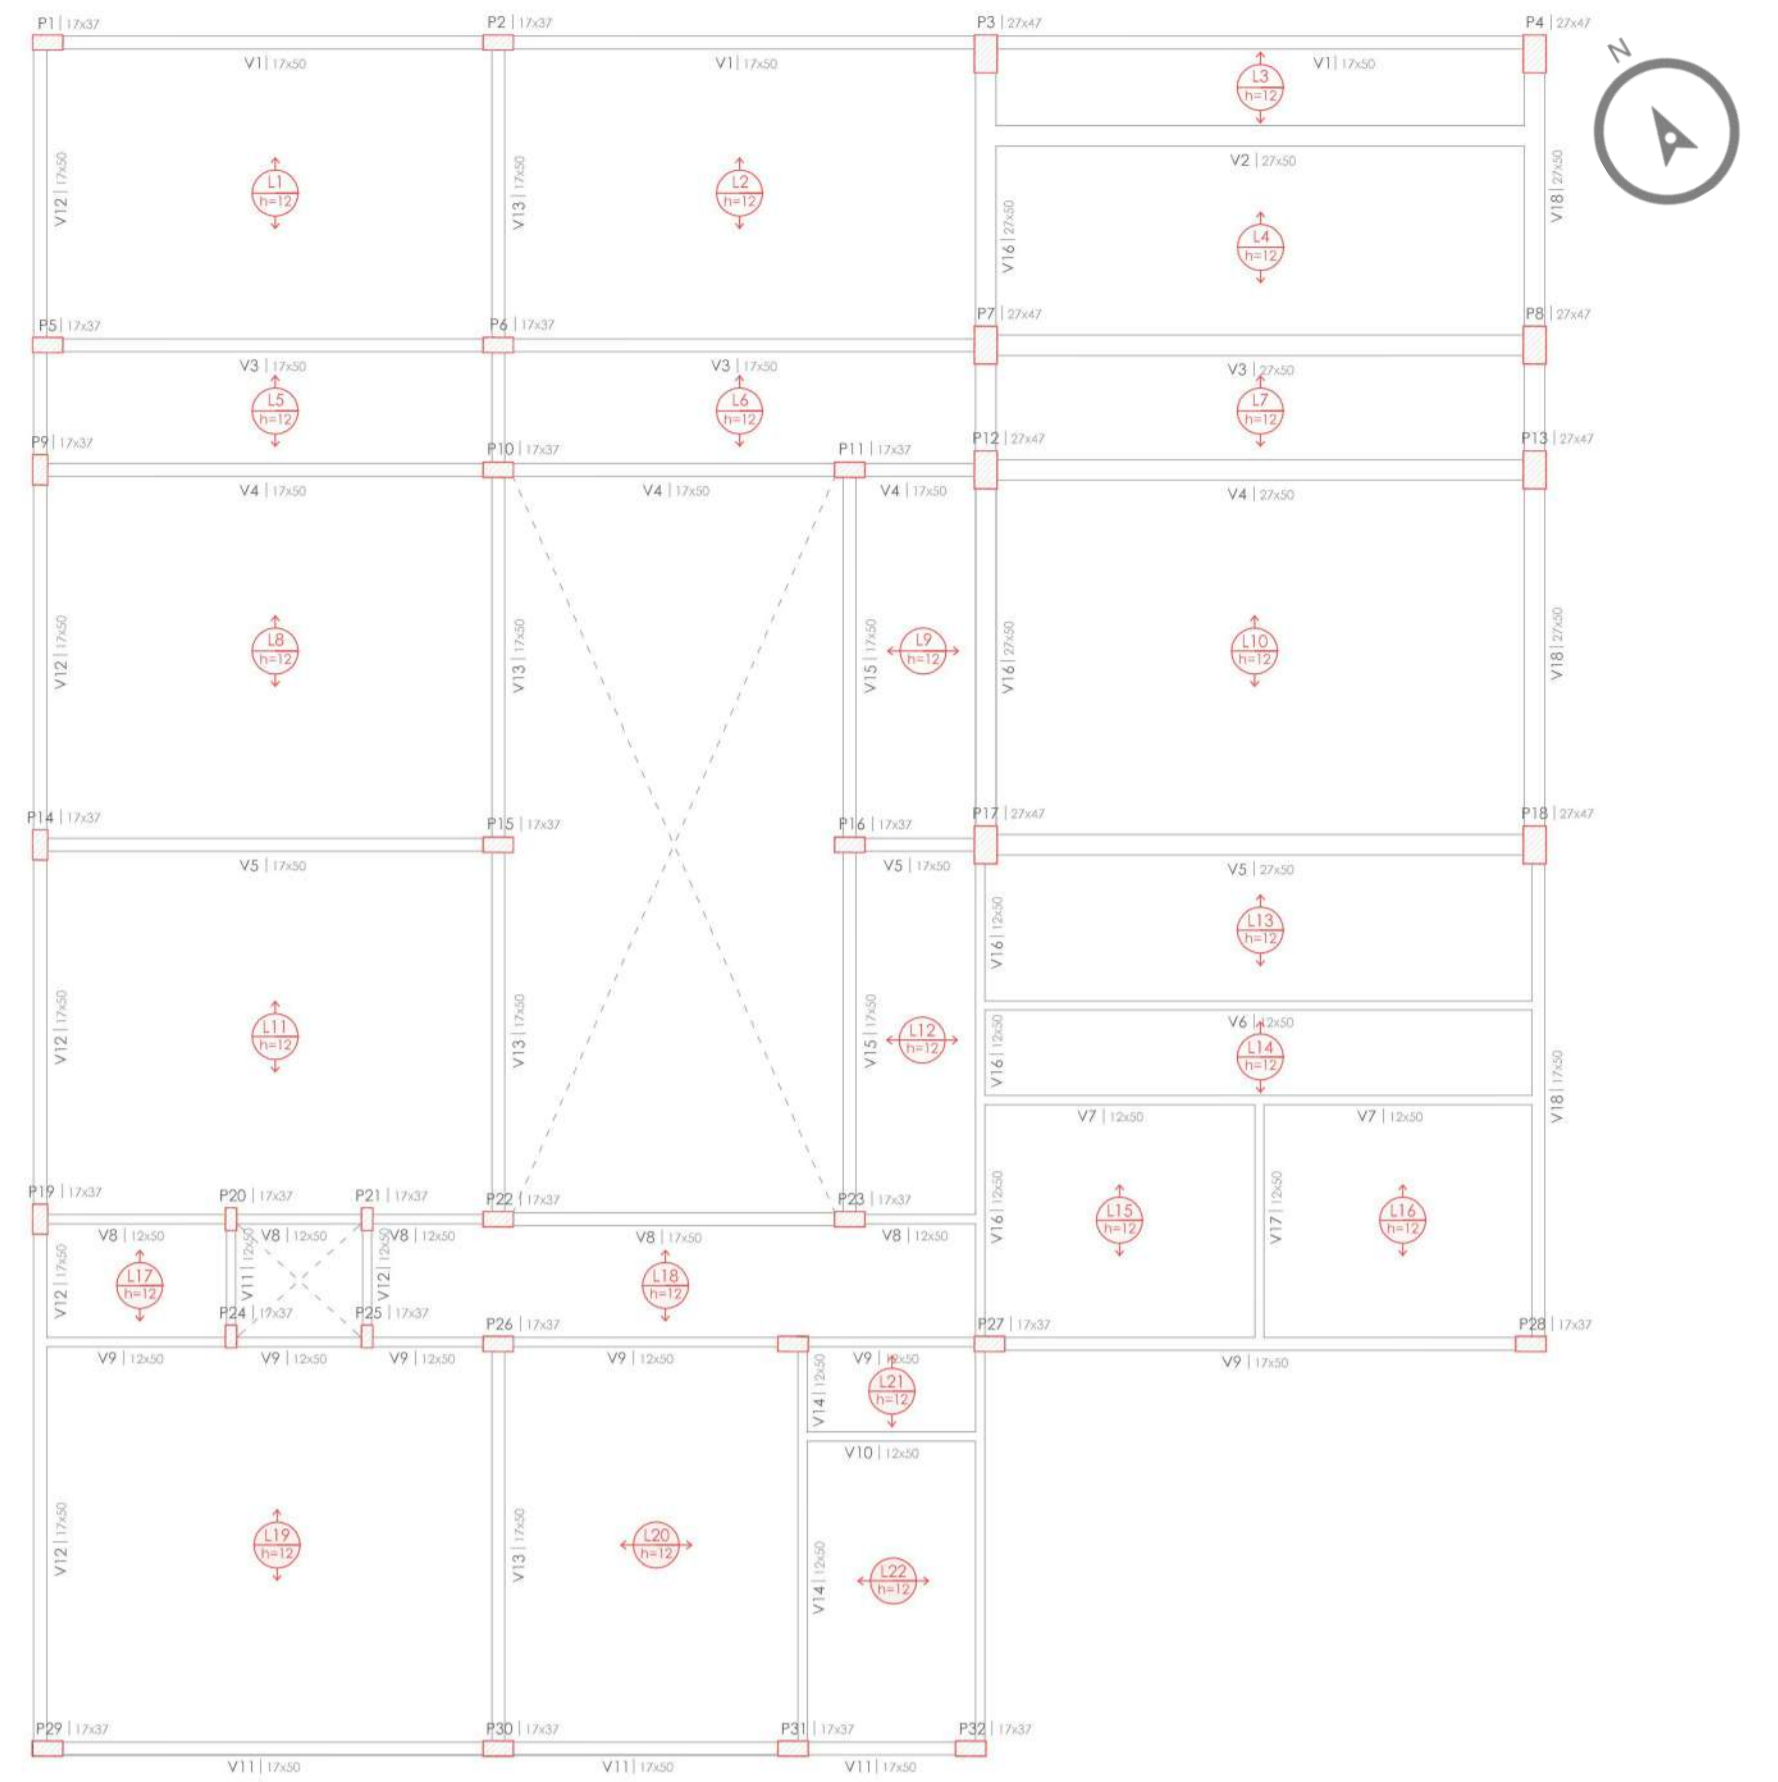 P1 | 17x37
P2 | 17x37
P3 | 27x47
P4 | 27x47
N
V1 | 17x50
V1 | 17x50
V1 | 17x50
L3
h=12
V2 | 27x50
V12 | 17x50
V13 | 17x50
V18 | 27x50
L1
h=12
L2
h=12
V16 | 27x50
L4
h=12
P5 | 17x37
P6 | 17x37
P7 | 27x47
P8 | 27x47
V3 | 17x50
V3 | 17x50
V3 | 27x50
L5
h=12
L6
h=12
L7
h=12
P9 | 17x37
P10 | 17x37
P11 | 17x37
P12 | 27x47
P13 | 27x47
V4 | 17x50
V4 | 17x50
V4 | 17x50
V4 | 27x50
V12 | 17x50
L8
h=12
V13 | 17x50
V15 | 17x50
L9
h=12
V16 | 27x50
L10
h=12
V18 | 27x50
P14 | 17x37
P15 | 17x37
P16 | 17x37
P17 | 27x47
P18 | 27x47
V5 | 17x50
V5 | 17x50
V5 | 27x50
V16 | 12x50
L13
h=12
V12 | 17x50
L11
h=12
V13 | 17x50
V15 | 17x50
L12
h=12
V6 | 12x50
V16 | 12x50
L14
h=12
V18 | 17x50
V7 | 12x50
V7 | 12x50
P19 | 17x37
P20 | 17x37
P21 | 17x37
P22 | 17x37
P23 | 17x37
V16 | 12x50
L15
h=12
V17 | 12x50
L16
h=12
V8 | 12x50
V8 | 12x50
V8 | 12x50
V8 | 17x50
V8 | 12x50
V12 | 17x50
L17
h=12
V11 | 12x50
V12 | 12x50
L18
h=12
P24 | 17x37
P25 | 17x37
P26 | 17x37
P27 | 17x37
P28 | 17x37
V9 | 12x50
V9 | 12x50
V9 | 12x50
V9 | 12x50
V9 | 12x50
V9 | 17x50
V14 | 12x50
L21
h=12
V10 | 12x50
V12 | 17x50
L19
h=12
V13 | 17x50
L20
h=12
V14 | 12x50
L22
h=12
P29 | 17x37
P30 | 17x37
P31 | 17x37
P32 | 17x37
V11 | 17x50
V11 | 17x50
V11 | 17x50